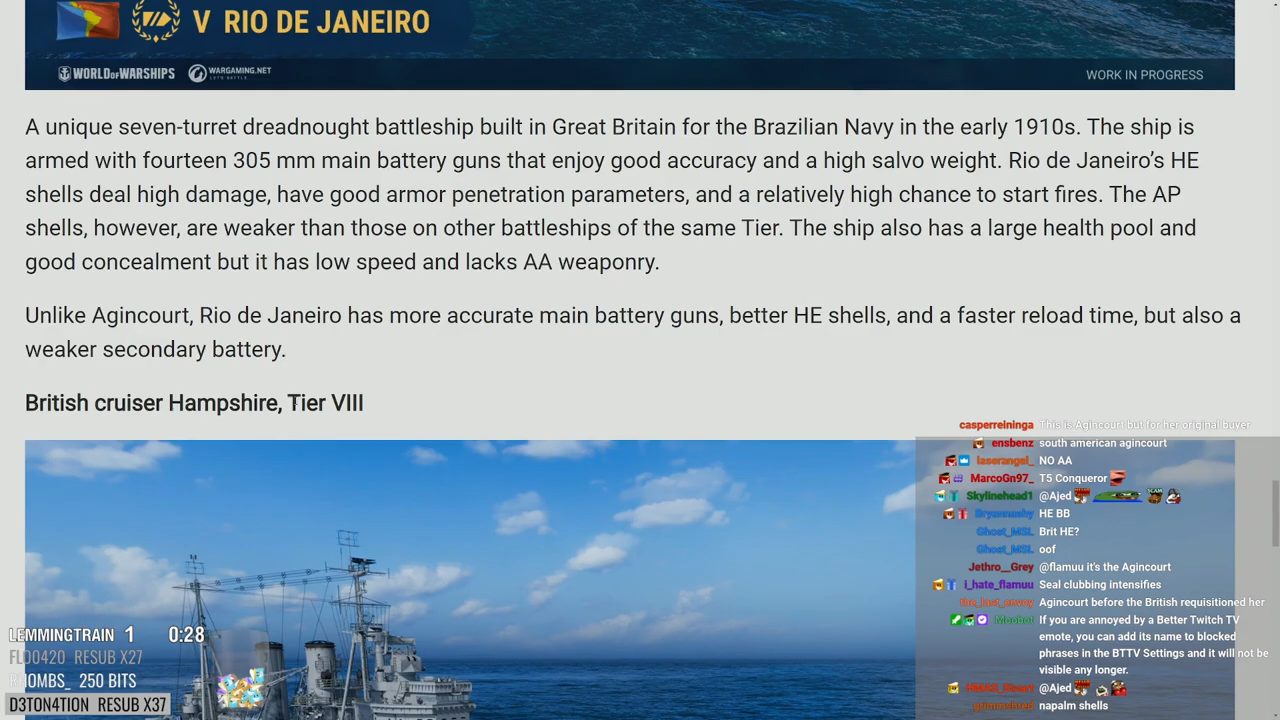 V RIO DE JANEIRO
WORLD OF WARSHIPS WARGAMING.NET LET'S BATTLE
WORK IN PROGRESS
A unique seven-turret dreadnought battleship built in Great Britain for the Brazilian Navy in the early 1910s. The ship is
armed with fourteen 305 mm main battery guns that enjoy good accuracy and a high salvo weight. Rio de Janeiro’s HE
shells deal high damage, have good armor penetration parameters, and a relatively high chance to start fires. The AP
shells, however, are weaker than those on other battleships of the same Tier. The ship also has a large health pool and
good concealment but it has low speed and lacks AA weaponry.
Unlike Agincourt, Rio de Janeiro has more accurate main battery guns, better HE shells, and a faster reload time, but also a
weaker secondary battery.
British cruiser Hampshire, Tier VIII
casperreininga This is Agincourt but for her original buyer
ensbenz south american agincourt
laserangel_ NO AA
MarcoGn97_ T5 Conqueror
Skylinehead1 @Ajed
HE BB
Ghost_MSL Brit HE?
Ghost_MSL oof
Jethro__Grey @flamuu it's the Agincourt
i_hate_flamuu Seal clubbing intensifies
the_last_envoy Agincourt before the British requisitioned her
Moobot If you are annoyed by a Better Twitch TV
emote, you can add its name to blocked
phrases in the BTTV Settings and it will not be
visible any longer.
@Ajed
napalm shells
LEMMINGTRAIN 1 0:28
FLO0420 RESUB X27
250 BITS
D3TON4TION RESUB X37